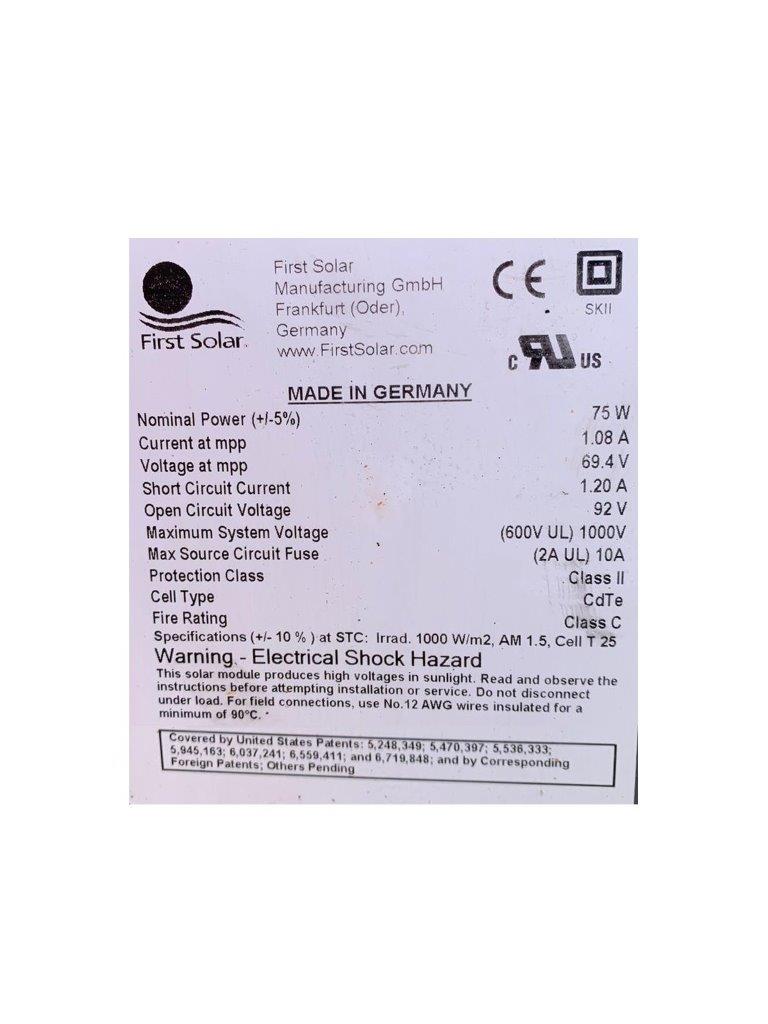 First Solar
Manufacturing GmbH
Frankfurt (Oder),
Germany
www.FirstSolar.com
First Solar.
CE
SKII
C RU US
MADE IN GERMANY
Nominal Power (+/-5%) 75 W
Current at mpp 1.08 A
Voltage at mpp 69.4 V
Short Circuit Current 1.20 A
Open Circuit Voltage 92 V
Maximum System Voltage (600V UL) 1000V
Max Source Circuit Fuse (2A UL) 10A
Protection Class Class II
Cell Type CdTe
Fire Rating Class C
Specifications (+/- 10 % ) at STC: Irrad. 1000 W/m2, AM 1.5, Cell T 25
Warning - Electrical Shock Hazard
This solar module produces high voltages in sunlight. Read and observe the
instructions before attempting installation or service. Do not disconnect
under load. For field connections, use No.12 AWG wires insulated for a
minimum of 90°C.
Covered by United States Patents: 5,248,349; 5,470,397; 5,536,333;
5,945,163; 6,037,241; 6,559,411; and 6,719,848; and by Corresponding
Foreign Patents; Others Pending